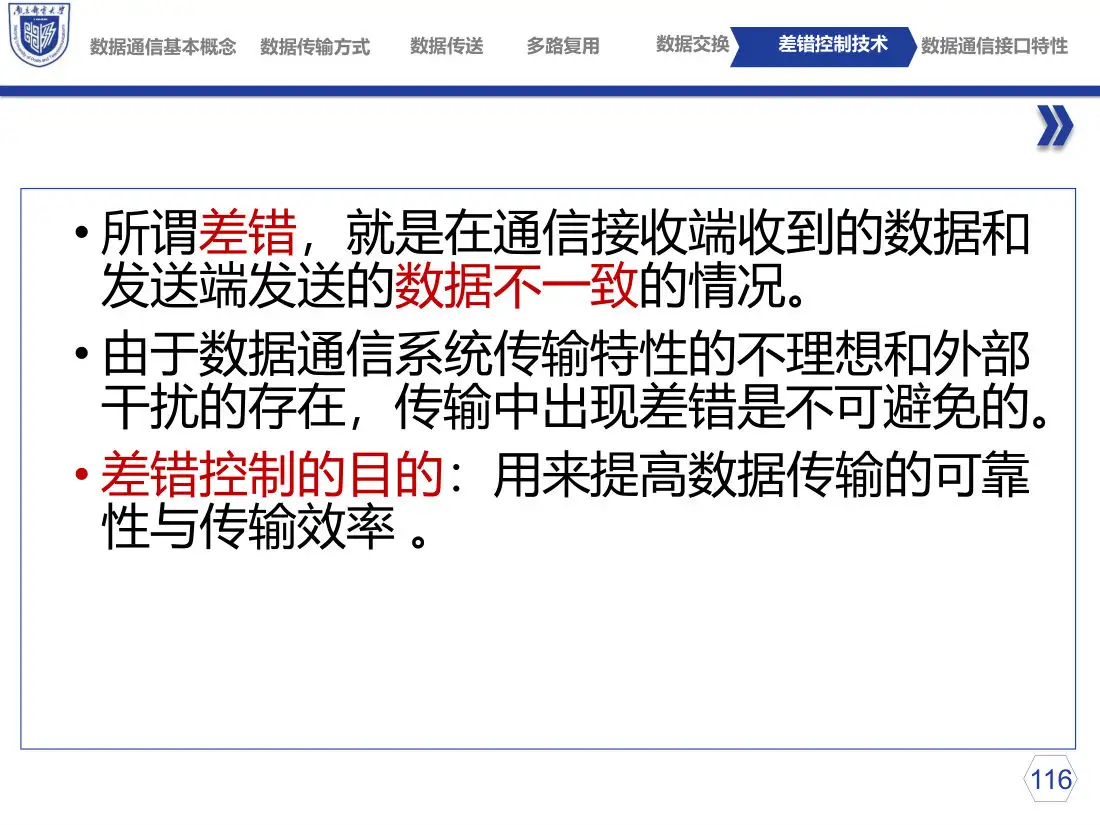 南京邮电大学
数据通信基本概念 数据传输方式 数据传送 多路复用 数据交换 差错控制技术 数据通信接口特性
• 所谓差错，就是在通信接收端收到的数据和
发送端发送的数据不一致的情况。
• 由于数据通信系统传输特性的不理想和外部
干扰的存在，传输中出现差错是不可避免的。
• 差错控制的目的：用来提高数据传输的可靠
性与传输效率 。
116